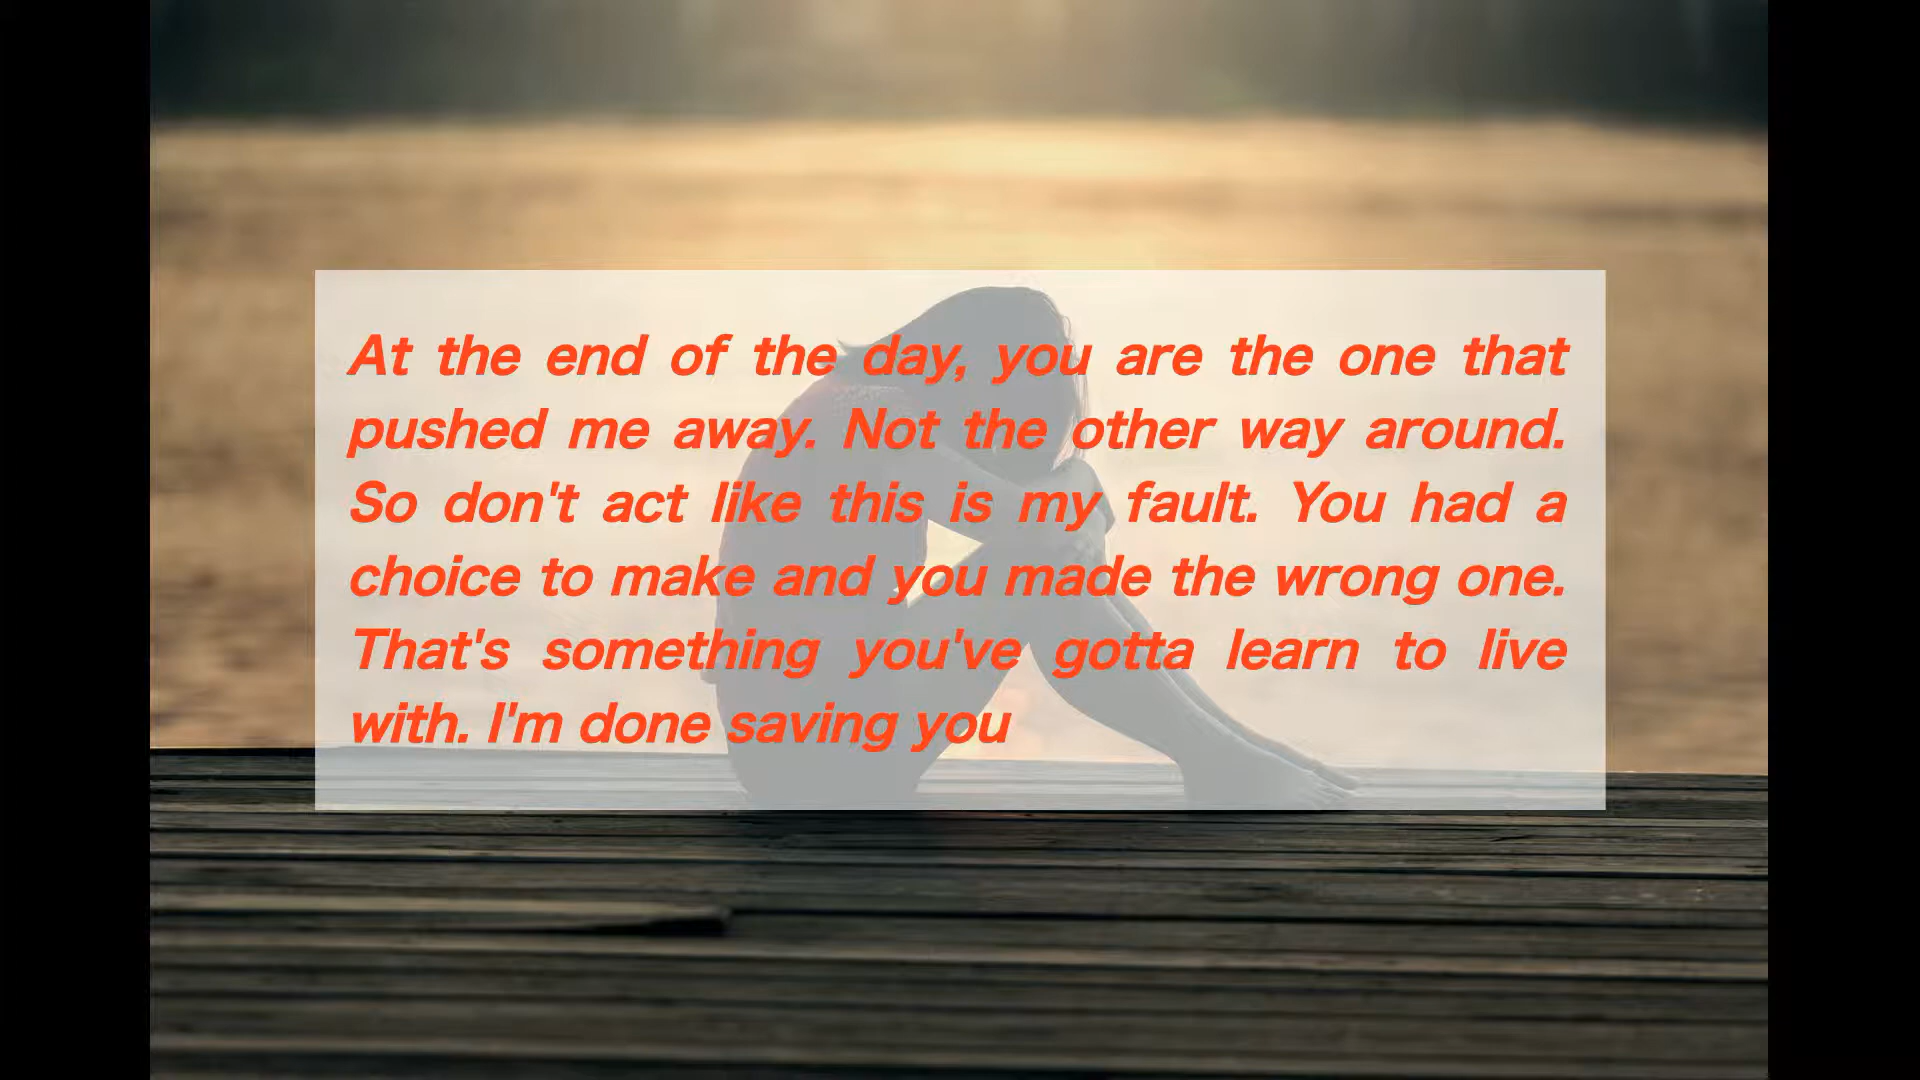 At the end of the day, you are the one that
pushed me away. Not the other way around.
So don't act like this is my fault. You had a
choice to make and you made the wrong one.
That's something you've gotta learn to live
with. I'm done saving you